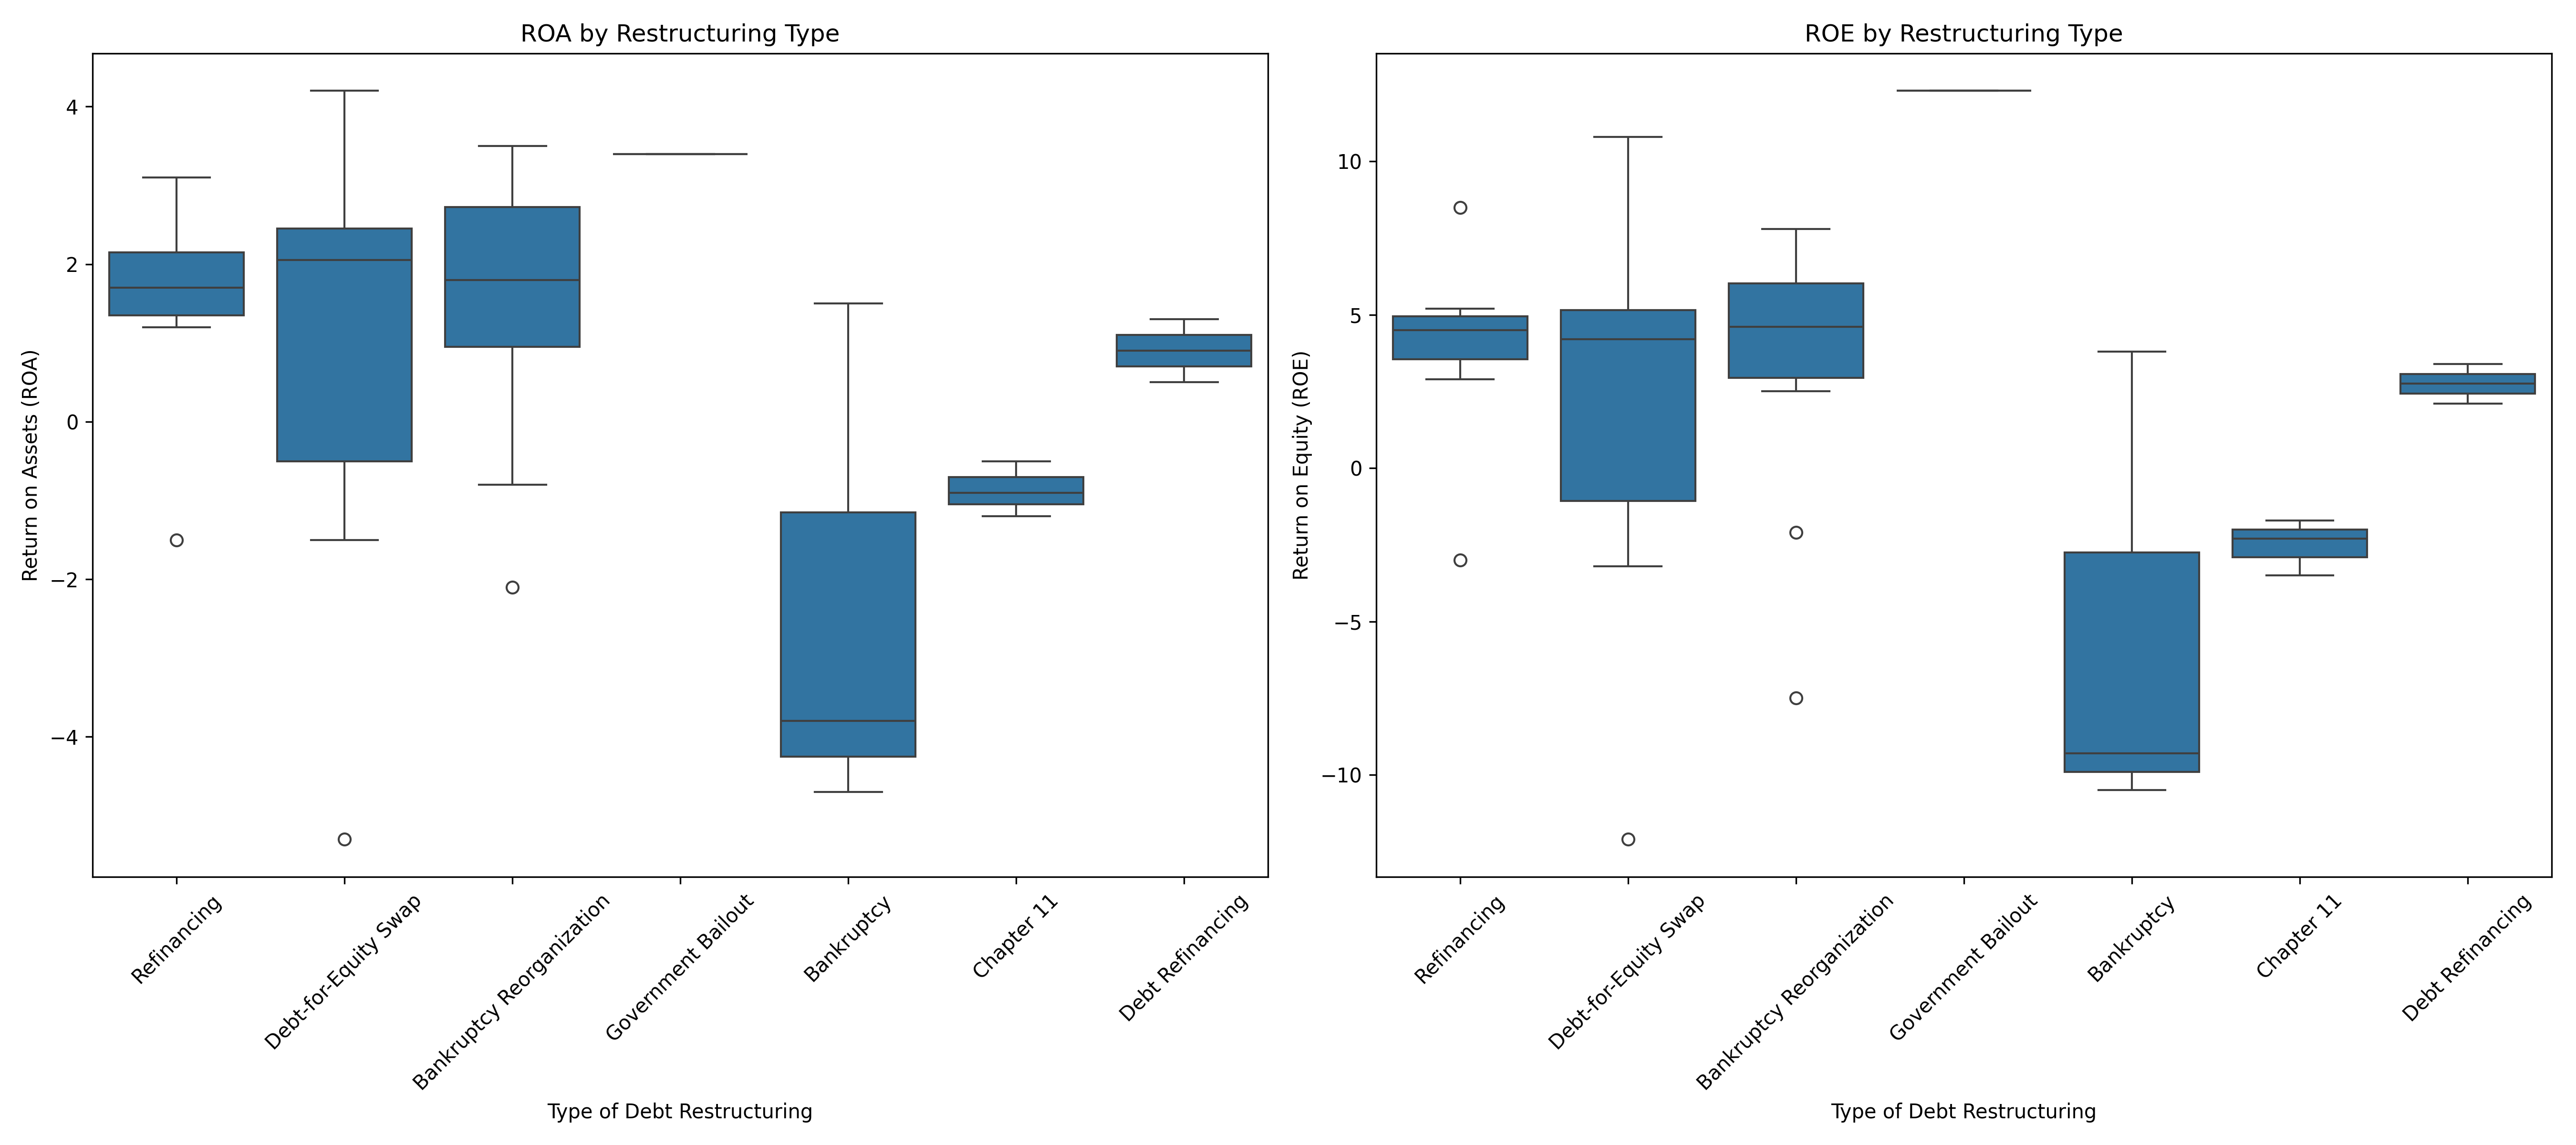 ROA by Restructuring Type
Return on Assets (ROA)
4
2
0
−2
−4
Refinancing
Debt-for-Equity Swap
Bankruptcy Reorganization
Government Bailout
Bankruptcy
Chapter 11
Debt Refinancing
Type of Debt Restructuring
ROE by Restructuring Type
Return on Equity (ROE)
10
5
0
−5
−10
Refinancing
Debt-for-Equity Swap
Bankruptcy Reorganization
Government Bailout
Bankruptcy
Chapter 11
Debt Refinancing
Type of Debt Restructuring